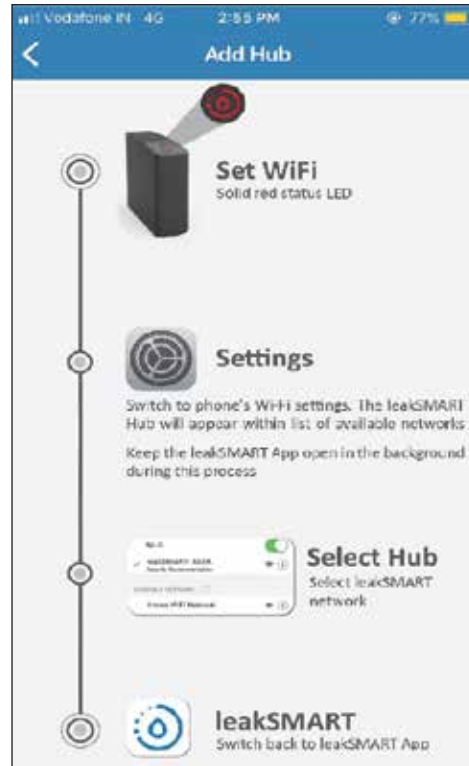 Vodafone IN 4G 2:55 PM 77%
Add Hub
Set WiFi
Solid red status LED
Settings
Switch to phone's Wi-Fi settings. The leakSMART
Hub will appear within list of available networks
Keep the leakSMART App open in the background
during this process
Wi-Fi
Select Hub
Select leakSMART
network
leakSMART
Switch back to leakSMART App